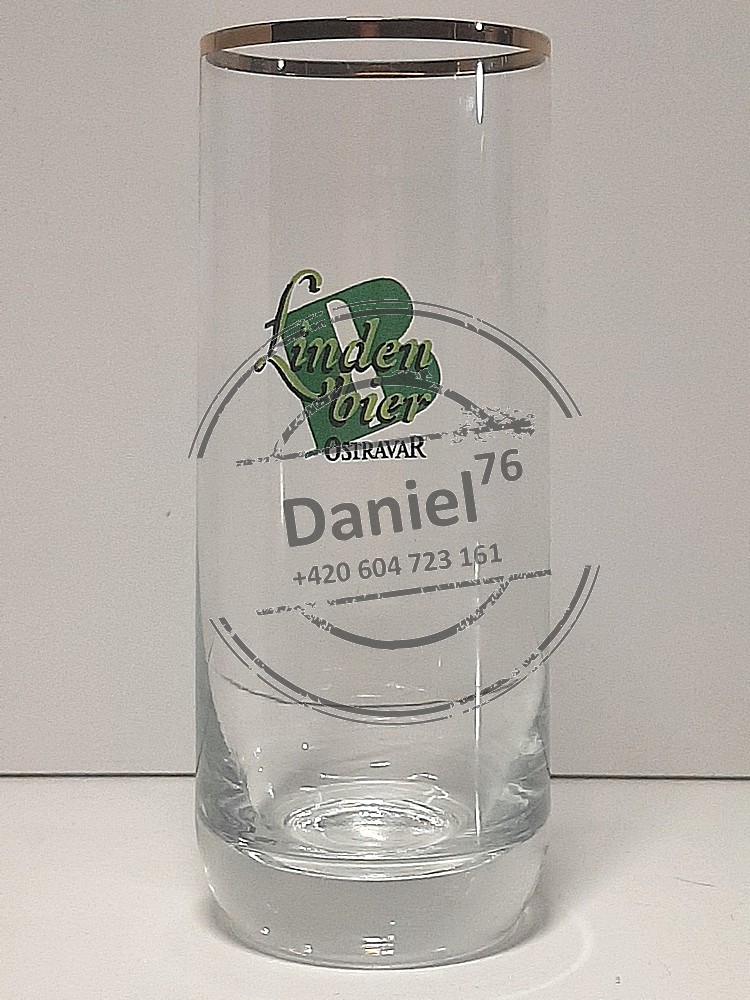 Linden
bier
OSTRAVAR
Daniel76
+420 604 723 161